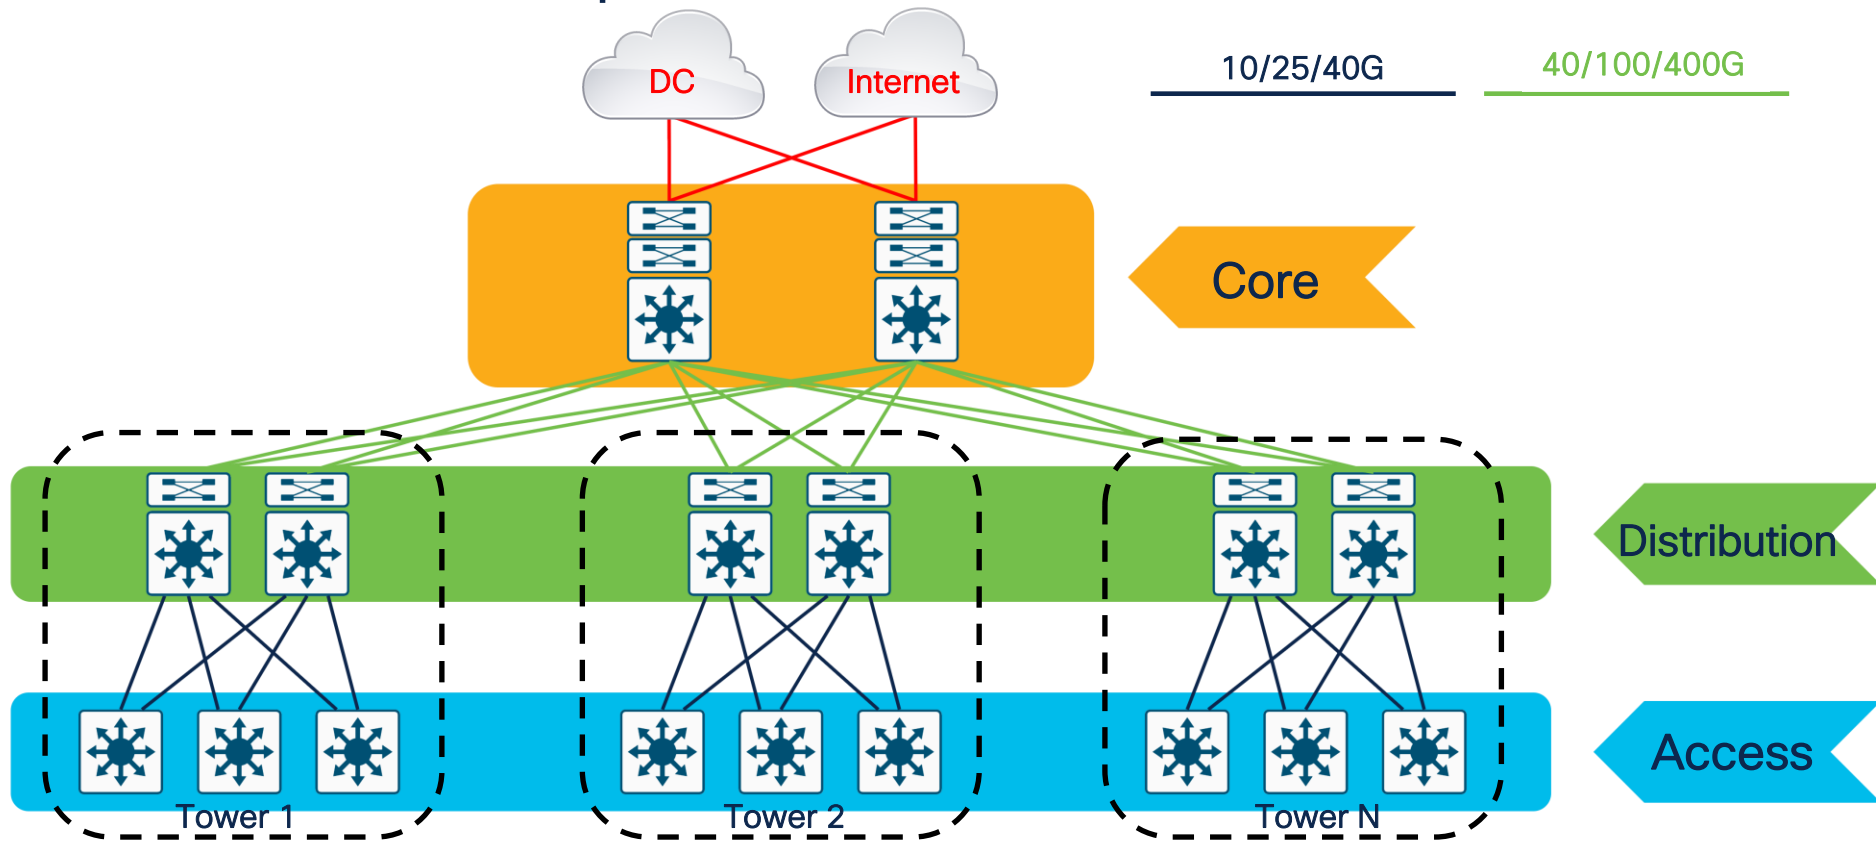 DC
Internet
10/25/40G
40/100/400G
Core
Distribution
Access
Tower 1
Tower 2
Tower N